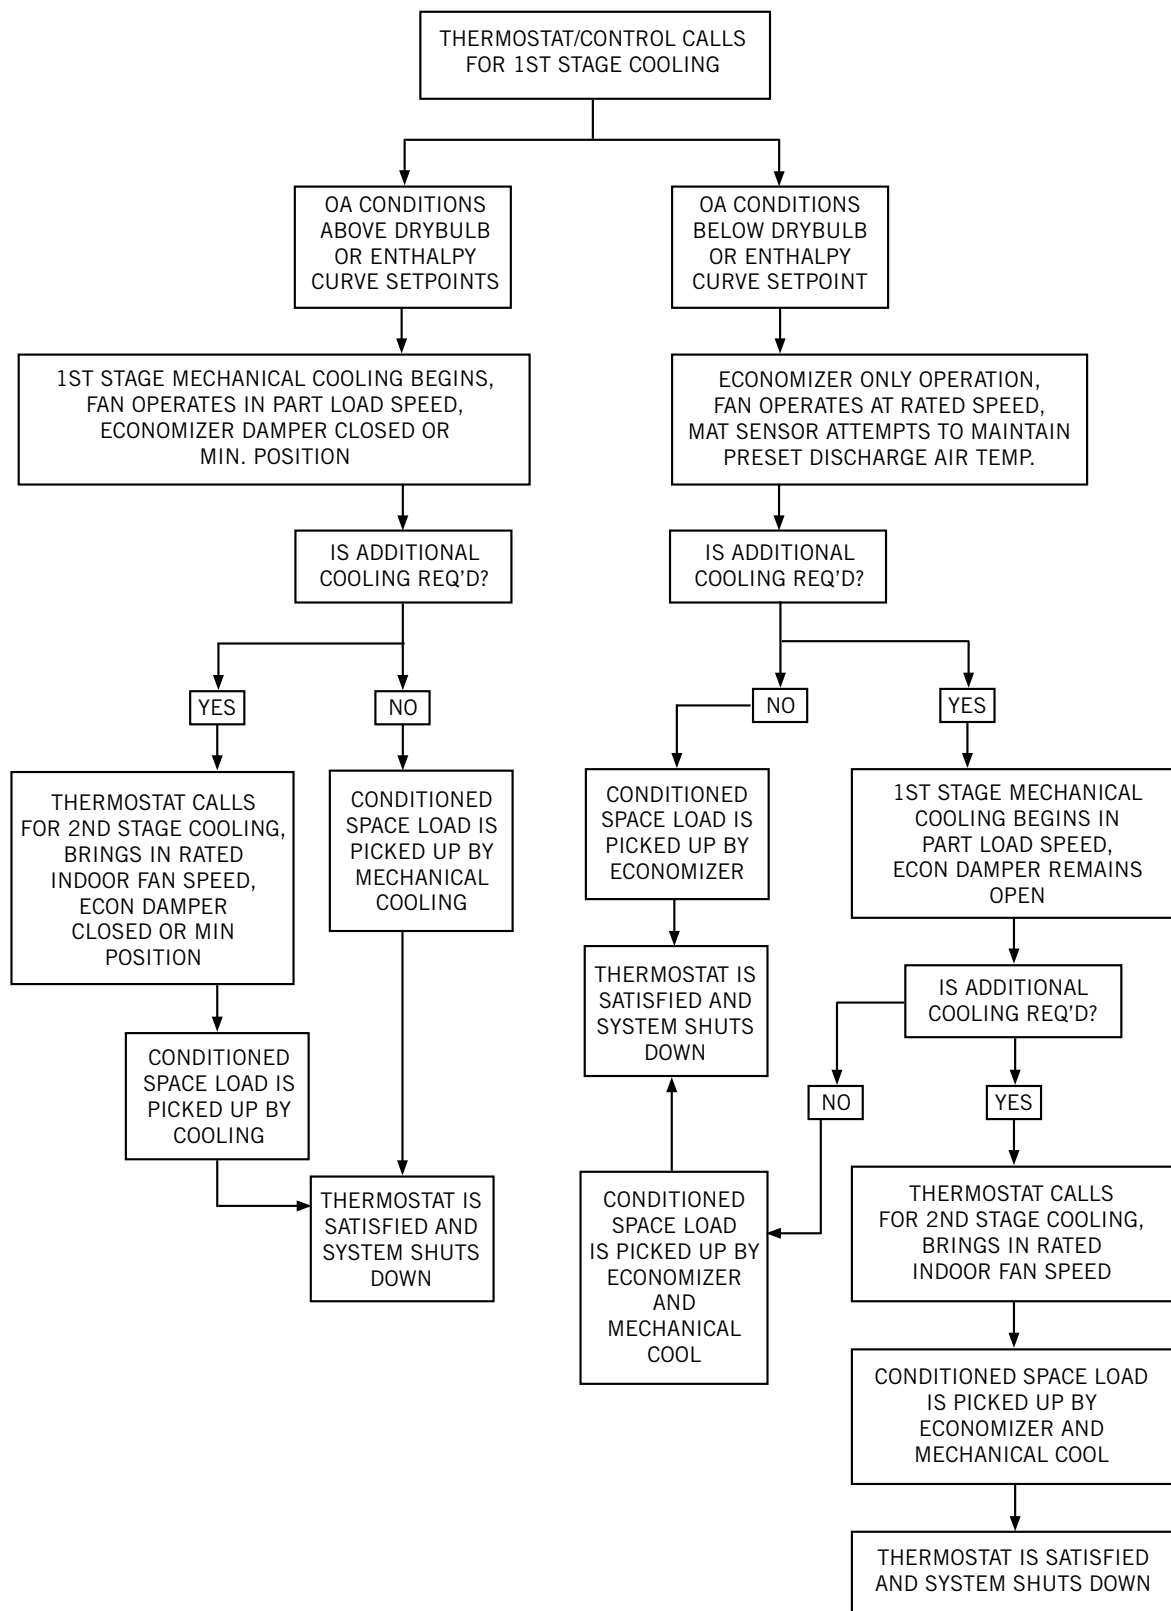 THERMOSTAT/CONTROL CALLS
FOR 1ST STAGE COOLING
OA CONDITIONS
ABOVE DRYBULB
OR ENTHALPY
CURVE SETPOINTS
OA CONDITIONS
BELOW DRYBULB
OR ENTHALPY
CURVE SETPOINT
1ST STAGE MECHANICAL COOLING BEGINS,
FAN OPERATES IN PART LOAD SPEED,
ECONOMIZER DAMPER CLOSED OR
MIN. POSITION
ECONOMIZER ONLY OPERATION,
FAN OPERATES AT RATED SPEED,
MAT SENSOR ATTEMPTS TO MAINTAIN
PRESET DISCHARGE AIR TEMP.
IS ADDITIONAL
COOLING REQ’D?
IS ADDITIONAL
COOLING REQ’D?
YES
NO
NO
YES
THERMOSTAT CALLS
FOR 2ND STAGE COOLING,
BRINGS IN RATED
INDOOR FAN SPEED,
ECON DAMPER
CLOSED OR MIN
POSITION
CONDITIONED
SPACE LOAD IS
PICKED UP BY
MECHANICAL
COOLING
CONDITIONED
SPACE LOAD IS
PICKED UP BY
ECONOMIZER
1ST STAGE MECHANICAL
COOLING BEGINS IN
PART LOAD SPEED,
ECON DAMPER REMAINS
OPEN
THERMOSTAT IS
SATISFIED AND
SYSTEM SHUTS
DOWN
IS ADDITIONAL
COOLING REQ’D?
CONDITIONED
SPACE LOAD IS
PICKED UP BY
COOLING
NO
YES
THERMOSTAT IS
SATISFIED AND
SYSTEM SHUTS
DOWN
CONDITIONED
SPACE LOAD
IS PICKED UP BY
ECONOMIZER
AND
MECHANICAL
COOL
THERMOSTAT CALLS
FOR 2ND STAGE COOLING,
BRINGS IN RATED
INDOOR FAN SPEED
CONDITIONED SPACE LOAD
IS PICKED UP BY
ECONOMIZER AND
MECHANICAL COOL
THERMOSTAT IS SATISFIED
AND SYSTEM SHUTS DOWN